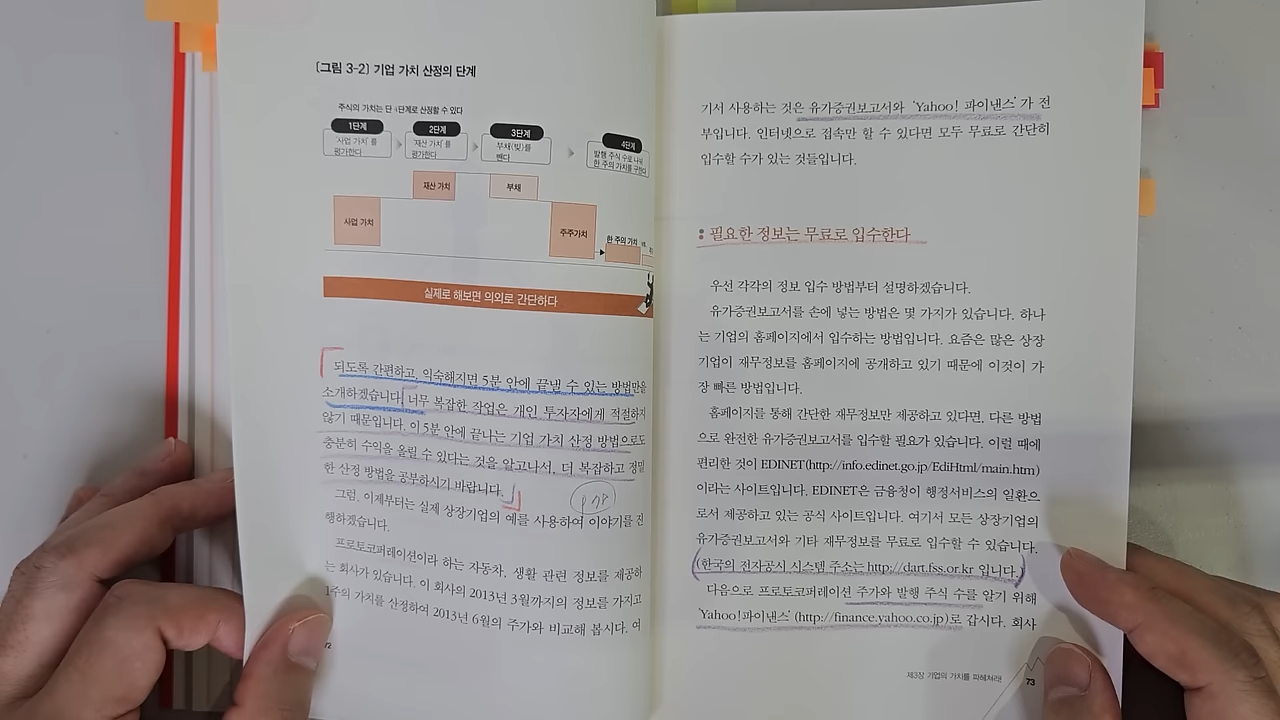 [그림 3-2] 기업 가치 산정의 단계
주식의 가치는 단 4단계로 산정할 수 있다
1단계
'사업 가치'를
평가한다
2단계
'재산 가치'를
평가한다
3단계
부채(빚)를
뺀다
4단계
발행 주식 수로 나눠
한 주의 가치를 구한다
사업 가치
재산 가치
부채
주주가치
한 주의 가치
실제로 해보면 의외로 간단하다
되도록 간편하고, 익숙해지면 5분 안에 끝낼 수 있는 방법만을
소개하겠습니다. 너무 복잡한 작업은 개인 투자자에게 적절하지
않기 때문입니다. 이 5분 안에 끝나는 기업 가치 산정 방법으로도
충분히 수익을 올릴 수 있다는 것을 알고나서, 더 복잡하고 정밀
한 산정 방법을 공부하시기 바랍니다.
p 78
그럼, 이제부터는 실제 상장기업의 예를 사용하여 이야기를 진
행하겠습니다.
프로토코퍼레이션이라 하는 자동차, 생활 관련 정보를 제공하
는 회사가 있습니다. 이 회사의 2013년 3월까지의 정보를 가지고
1주의 가치를 산정하여 2013년 6월의 주가와 비교해 봅시다. 여
기서 사용하는 것은 유가증권보고서와 'Yahoo! 파이낸스'가 전
부입니다. 인터넷으로 접속만 할 수 있다면 모두 무료로 간단히
입수할 수가 있는 것들입니다.
필요한 정보는 무료로 입수한다
우선 각각의 정보 입수 방법부터 설명하겠습니다.
유가증권보고서를 손에 넣는 방법은 몇 가지가 있습니다. 하나
는 기업의 홈페이지에서 입수하는 방법입니다. 요즘은 많은 상장
기업이 재무정보를 홈페이지에 공개하고 있기 때문에 이것이 가
장 빠른 방법입니다.
홈페이지를 통해 간단한 재무정보만 제공하고 있다면, 다른 방법
으로 완전한 유가증권보고서를 입수할 필요가 있습니다. 이럴 때에
편리한 것이 EDINET(http://info.edinet.go.jp/EdiHtml/main.htm)
이라는 사이트입니다. EDINET은 금융청이 행정서비스의 일환으
로서 제공하고 있는 공식 사이트입니다. 여기서 모든 상장기업의
유가증권보고서와 기타 재무정보를 무료로 입수할 수 있습니다.
(한국의 전자공시 시스템 주소는 http://dart.fss.or.kr 입니다.)
다음으로 프로토코퍼레이션 주가와 발행 주식 수를 알기 위해
'Yahoo!파이낸스' (http://finance.yahoo.co.jp)로 갑시다. 회사
제3장 기업의 가치를 파헤쳐라!
73